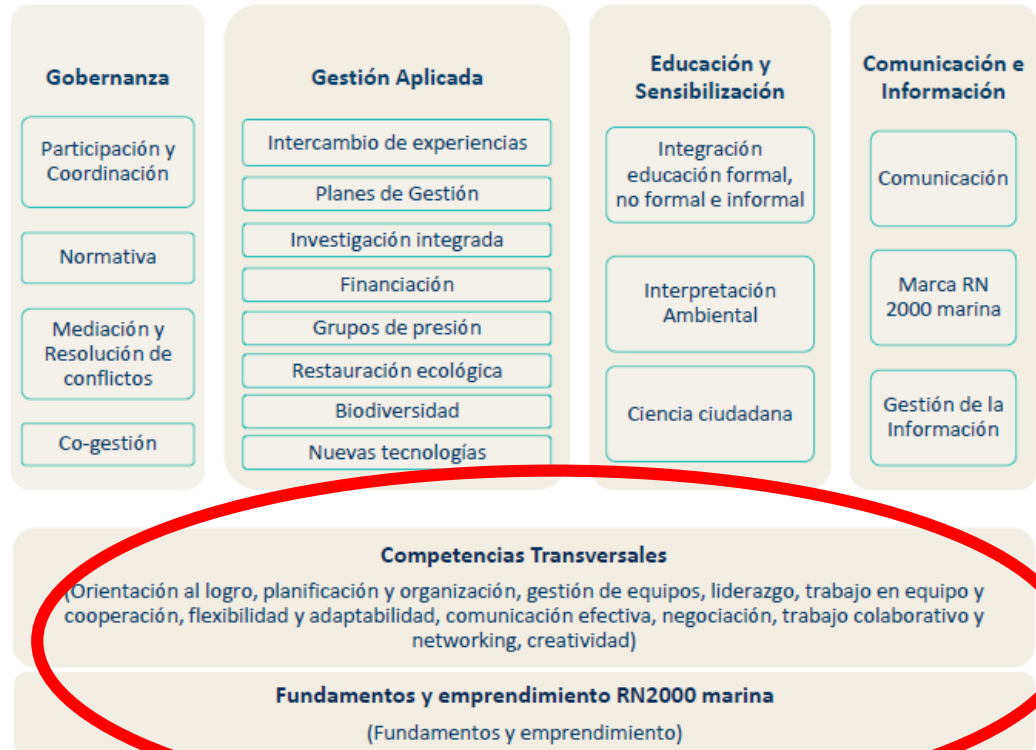 Gobernanza
Participación y
Coordinación
Normativa
Mediación y
Resolución de
conflictos
Co-gestión
Gestión Aplicada
Intercambio de experiencias
Planes de Gestión
Investigación integrada
Financiación
Grupos de presión
Restauración ecológica
Biodiversidad
Nuevas tecnologías
Educación y
Sensibilización
Integración
educación formal,
no formal e informal
Interpretación
Ambiental
Ciencia ciudadana
Comunicación e
Información
Comunicación
Marca RN
2000 marina
Gestión de la
Información
Competencias Transversales
(Orientación al logro, planificación y organización, gestión de equipos, liderazgo, trabajo en equipo y
cooperación, flexibilidad y adaptabilidad, comunicación efectiva, negociación, trabajo colaborativo y
networking, creatividad)
Fundamentos y emprendimiento RN2000 marina
(Fundamentos y emprendimiento)